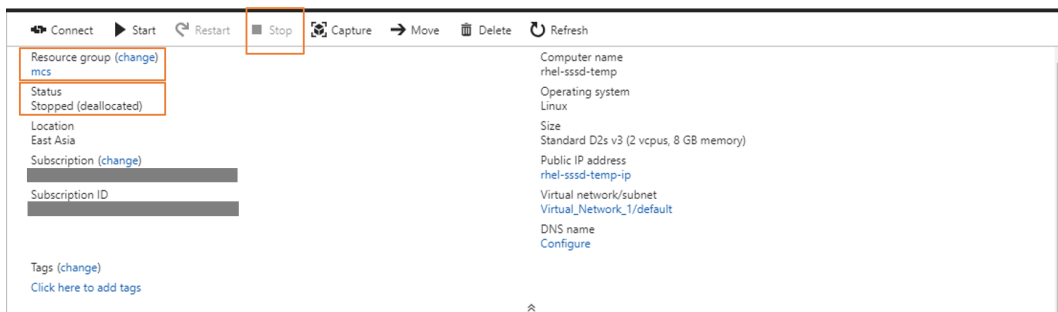 Connect Start Restart Stop Capture Move Delete Refresh
Resource group (change)
mcs
Status
Stopped (deallocated)
Location
East Asia
Subscription (change)
Subscription ID
Tags (change)
Click here to add tags
Computer name
rhel-sssd-temp
Operating system
Linux
Size
Standard D2s v3 (2 vcpus, 8 GB memory)
Public IP address
rhel-sssd-temp-ip
Virtual network/subnet
Virtual_Network_1/default
DNS name
Configure